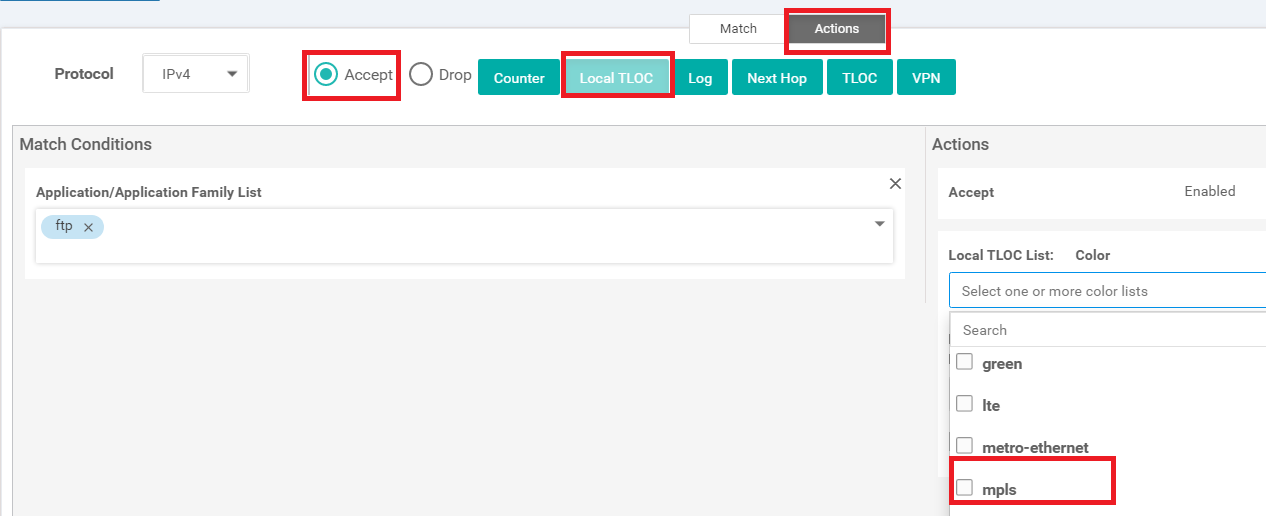 Match Actions
Protocol IPv4 Accept Drop Counter Local TLOC Log Next Hop TLOC VPN
Match Conditions
Application/Application Family List
ftp
Actions
Accept Enabled
Local TLOC List: Color
Select one or more color lists
Search
green
lte
metro-ethernet
mpls